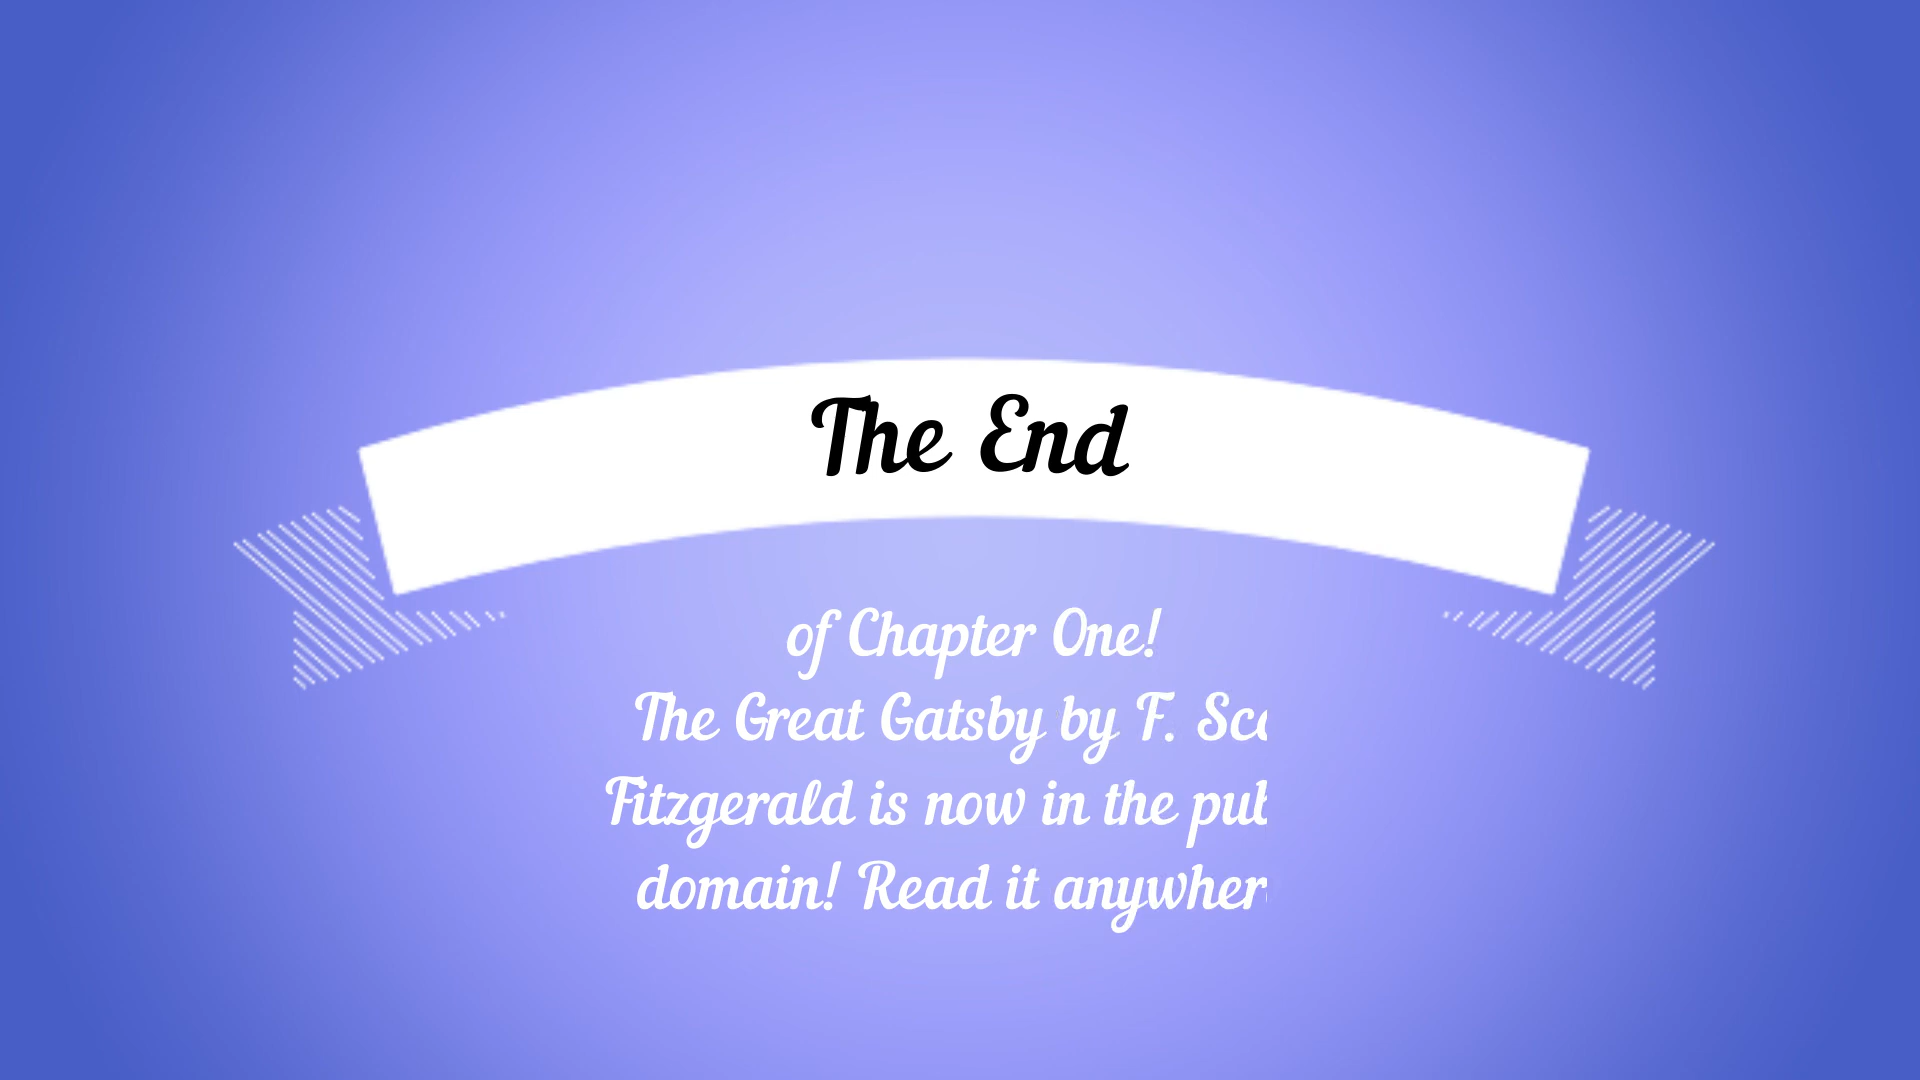 The End
of Chapter One!
The Great Gatsby by F.
Fitzgerald is now in the
domain! Read it